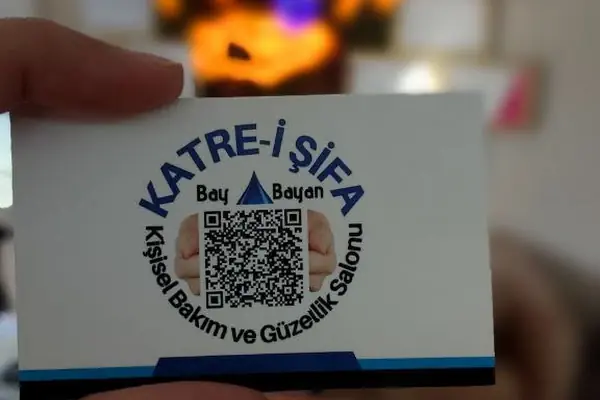 KATRE-İ ŞİFA
Bay Bayan
Kişisel Bakım ve Güzellik Salonu